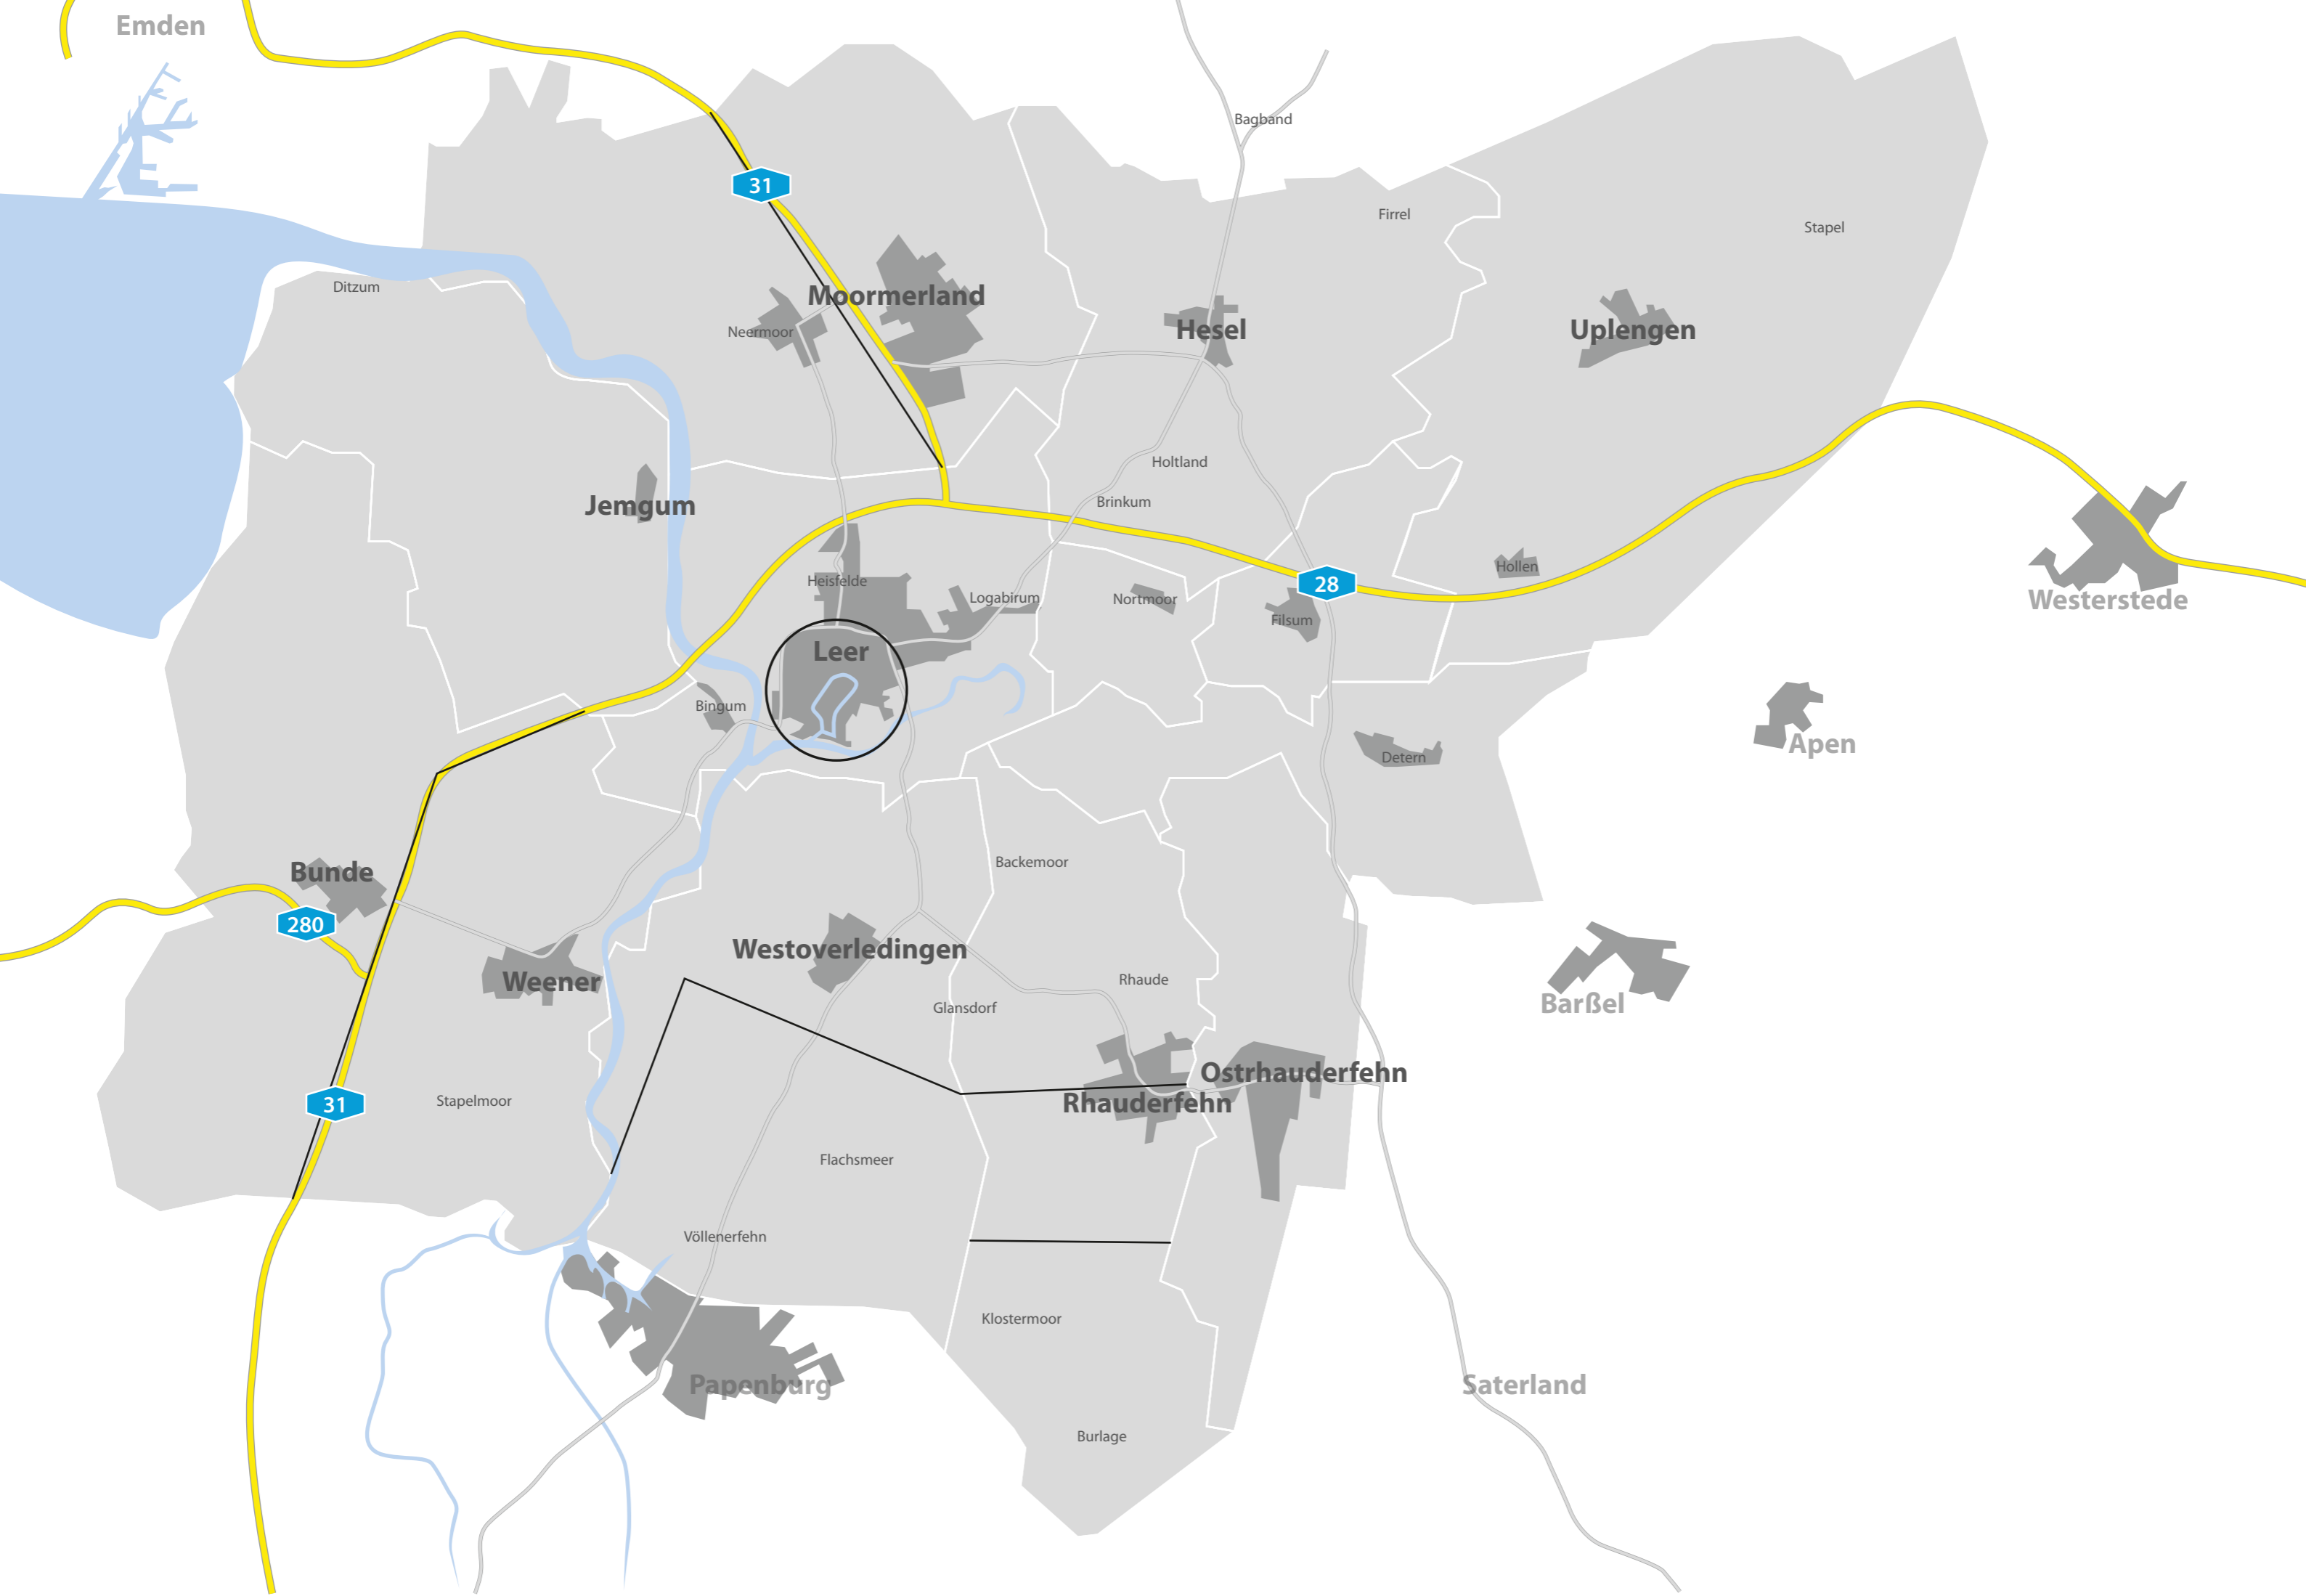 Emden
Bagband
31
Firrel
Stapel
Ditzum
Moormerland
Neermoor
Hesel
Uplengen
Holtland
Jemgum
Brinkum
Hollen
Heisfelde
28
Logabirum
Nortmoor
Westerstede
Filsum
Leer
Bingum
Apen
Detern
Backemoor
Bunde
280
Westoverledingen
Weener
Rhaude
Barßel
Glansdorf
Ostrhauderfehn
Stapelmoor
31
Rhauderfehn
Flachsmeer
Völlenerfehn
Klostermoor
Papenburg
Saterland
Burlage